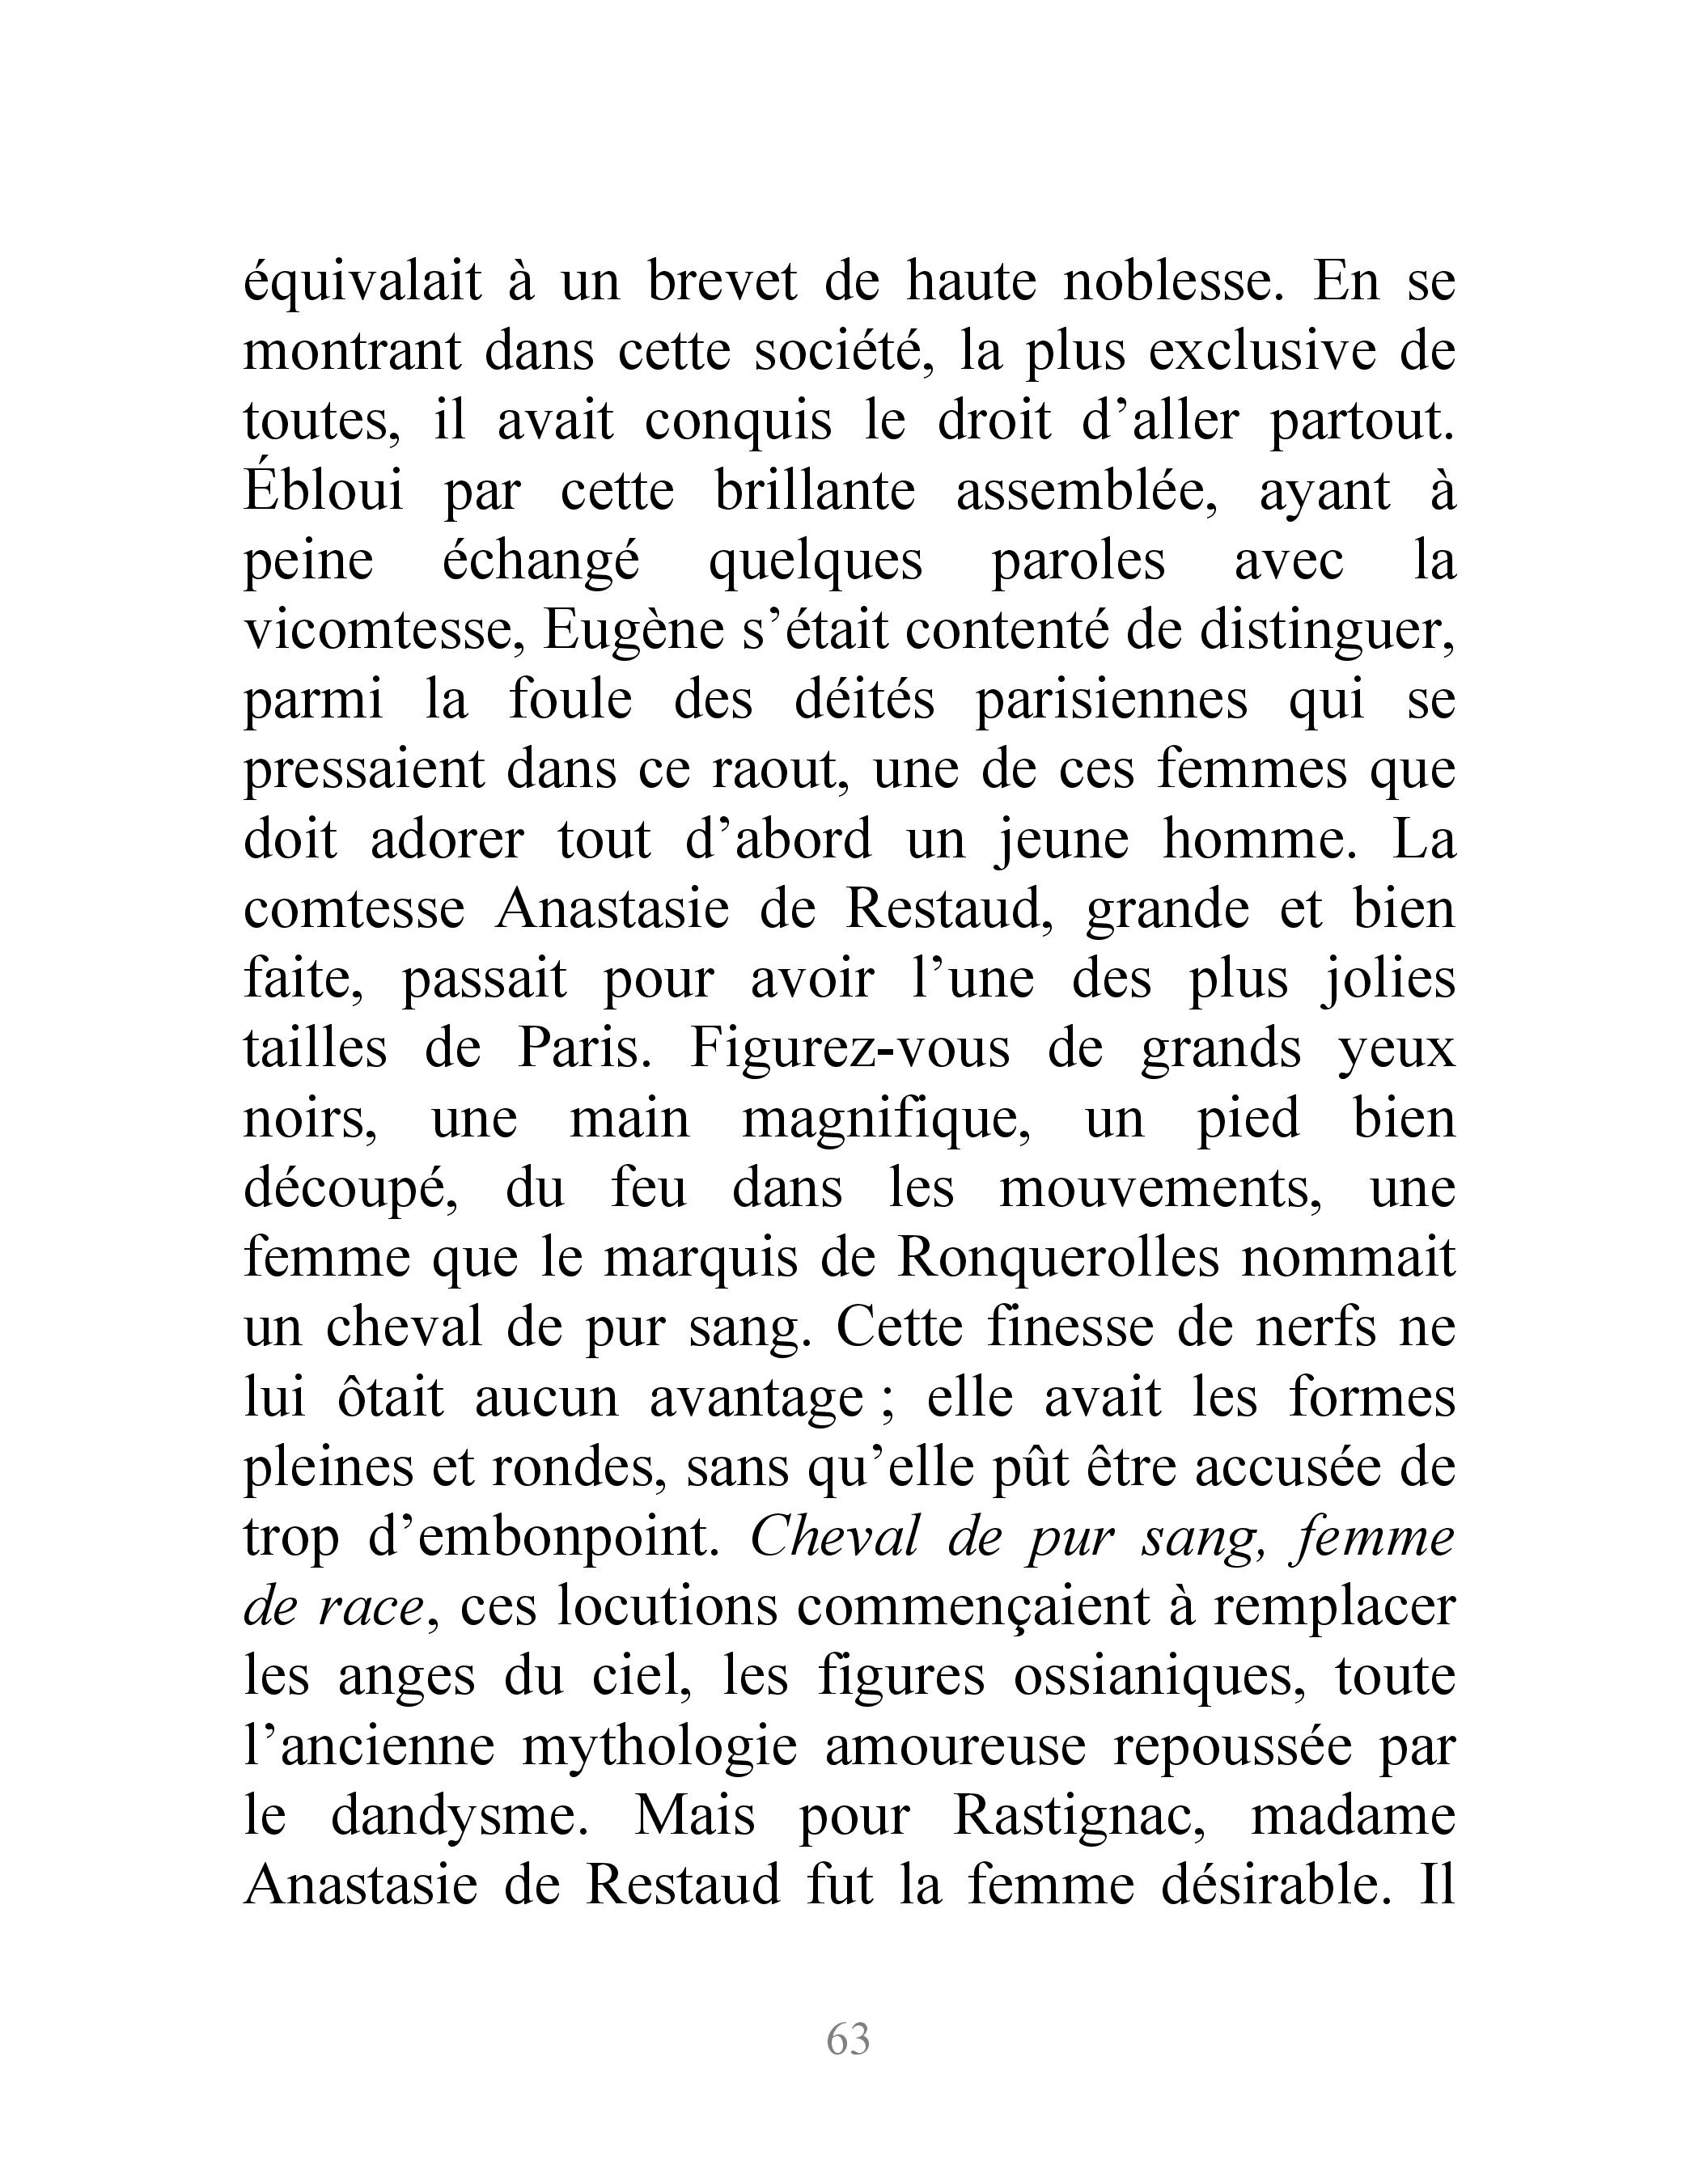 équivalait à un brevet de haute noblesse. En se
montrant dans cette société, la plus exclusive de
toutes, il avait conquis le droit d’aller partout.
Ébloui par cette brillante assemblée, ayant à
peine échangé quelques paroles avec la
vicomtesse, Eugène s’était contenté de distinguer,
parmi la foule des déités parisiennes qui se
pressaient dans ce raout, une de ces femmes que
doit adorer tout d’abord un jeune homme. La
comtesse Anastasie de Restaud, grande et bien
faite, passait pour avoir l’une des plus jolies
tailles de Paris. Figurez-vous de grands yeux
noirs, une main magnifique, un pied bien
découpé, du feu dans les mouvements, une
femme que le marquis de Ronquerolles nommait
un cheval de pur sang. Cette finesse de nerfs ne
lui ôtait aucun avantage ; elle avait les formes
pleines et rondes, sans qu’elle pût être accusée de
trop d’embonpoint. Cheval de pur sang, femme
de race, ces locutions commençaient à remplacer
les anges du ciel, les figures ossianiques, toute
l’ancienne mythologie amoureuse repoussée par
le dandysme. Mais pour Rastignac, madame
Anastasie de Restaud fut la femme désirable. Il
63